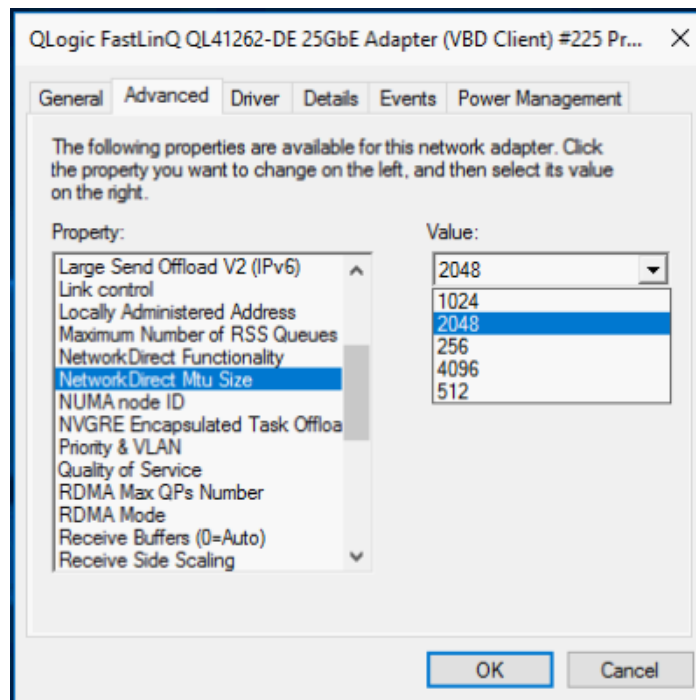 QLogic FastLinQ QL41262-DE 25GbE Adapter (VBD Client) #225 Pr...
General Advanced Driver Details Events Power Management
The following properties are available for this network adapter. Click
the property you want to change on the left, and then select its value
on the right.
Property:
Large Send Offload V2 (IPv6)
Link control
Locally Administered Address
Maximum Number of RSS Queues
NetworkDirect Functionality
NetworkDirect Mtu Size
NUMA node ID
NVGRE Encapsulated Task Offloa
Priority & VLAN
Quality of Service
RDMA Max QPs Number
RDMA Mode
Receive Buffers (0=Auto)
Receive Side Scaling
Value:
2048
1024
2048
256
4096
512
OK Cancel